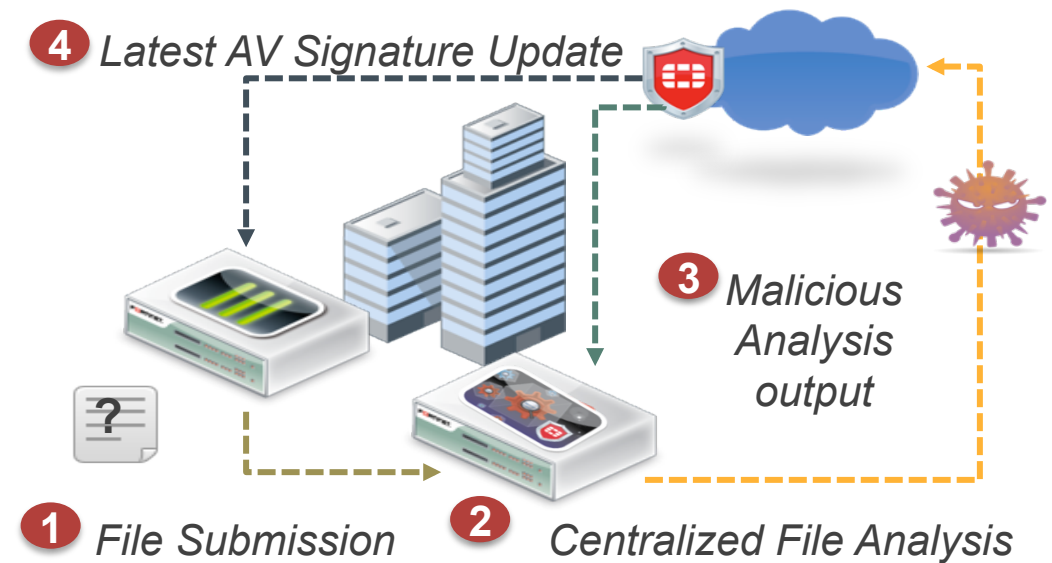 4 Latest AV Signature Update
3 Malicious
Analysis
output
?
1 File Submission
2 Centralized File Analysis